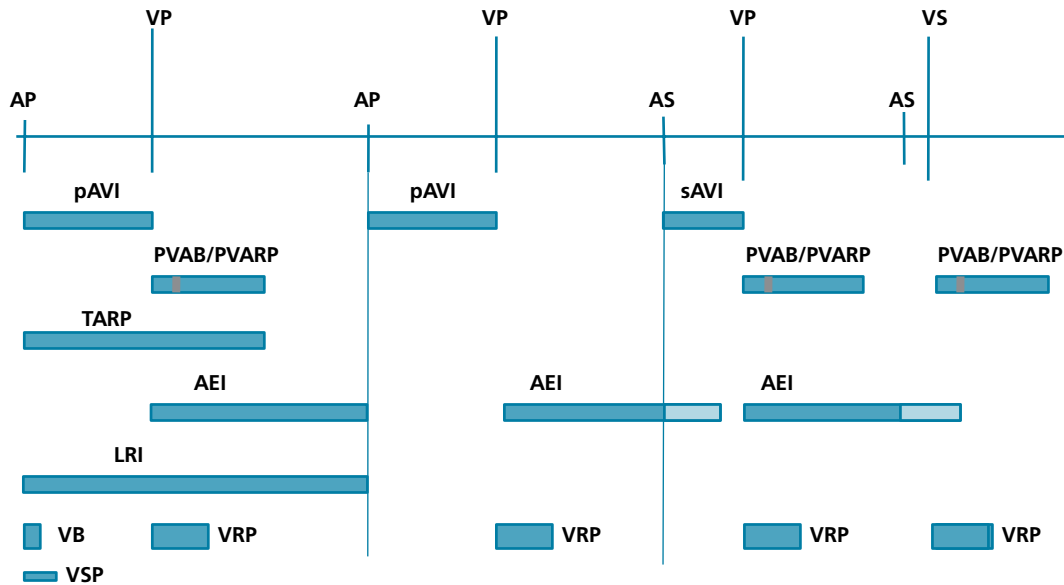 VP VP VP VS
AP AP AS AS
pAVI pAVI sAVI
PVAB/PVARP PVAB/PVARP PVAB/PVARP
TARP
AEI AEI AEI
LRI
VB VRP VRP VRP VRP
VSP